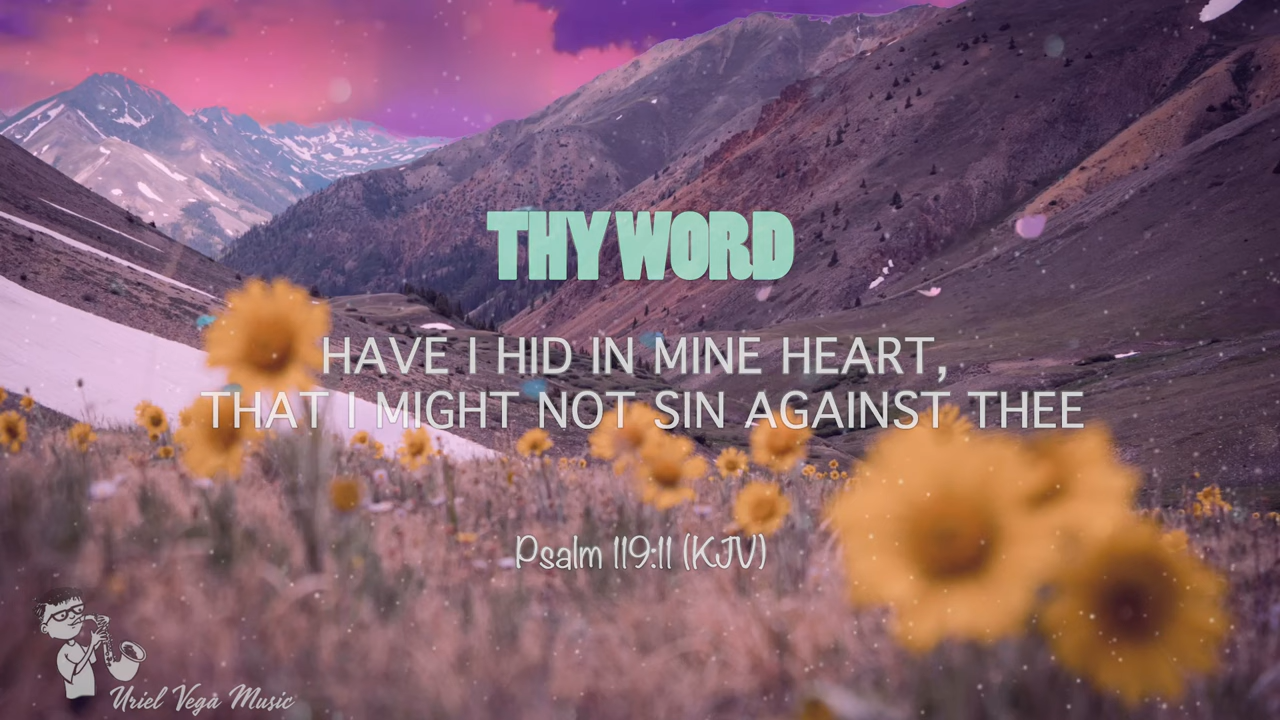 THY WORD
HAVE I HID IN MINE HEART,
THAT I MIGHT NOT SIN AGAINST THEE
Psalm 119:11 (KJV)
Uriel Vega Music